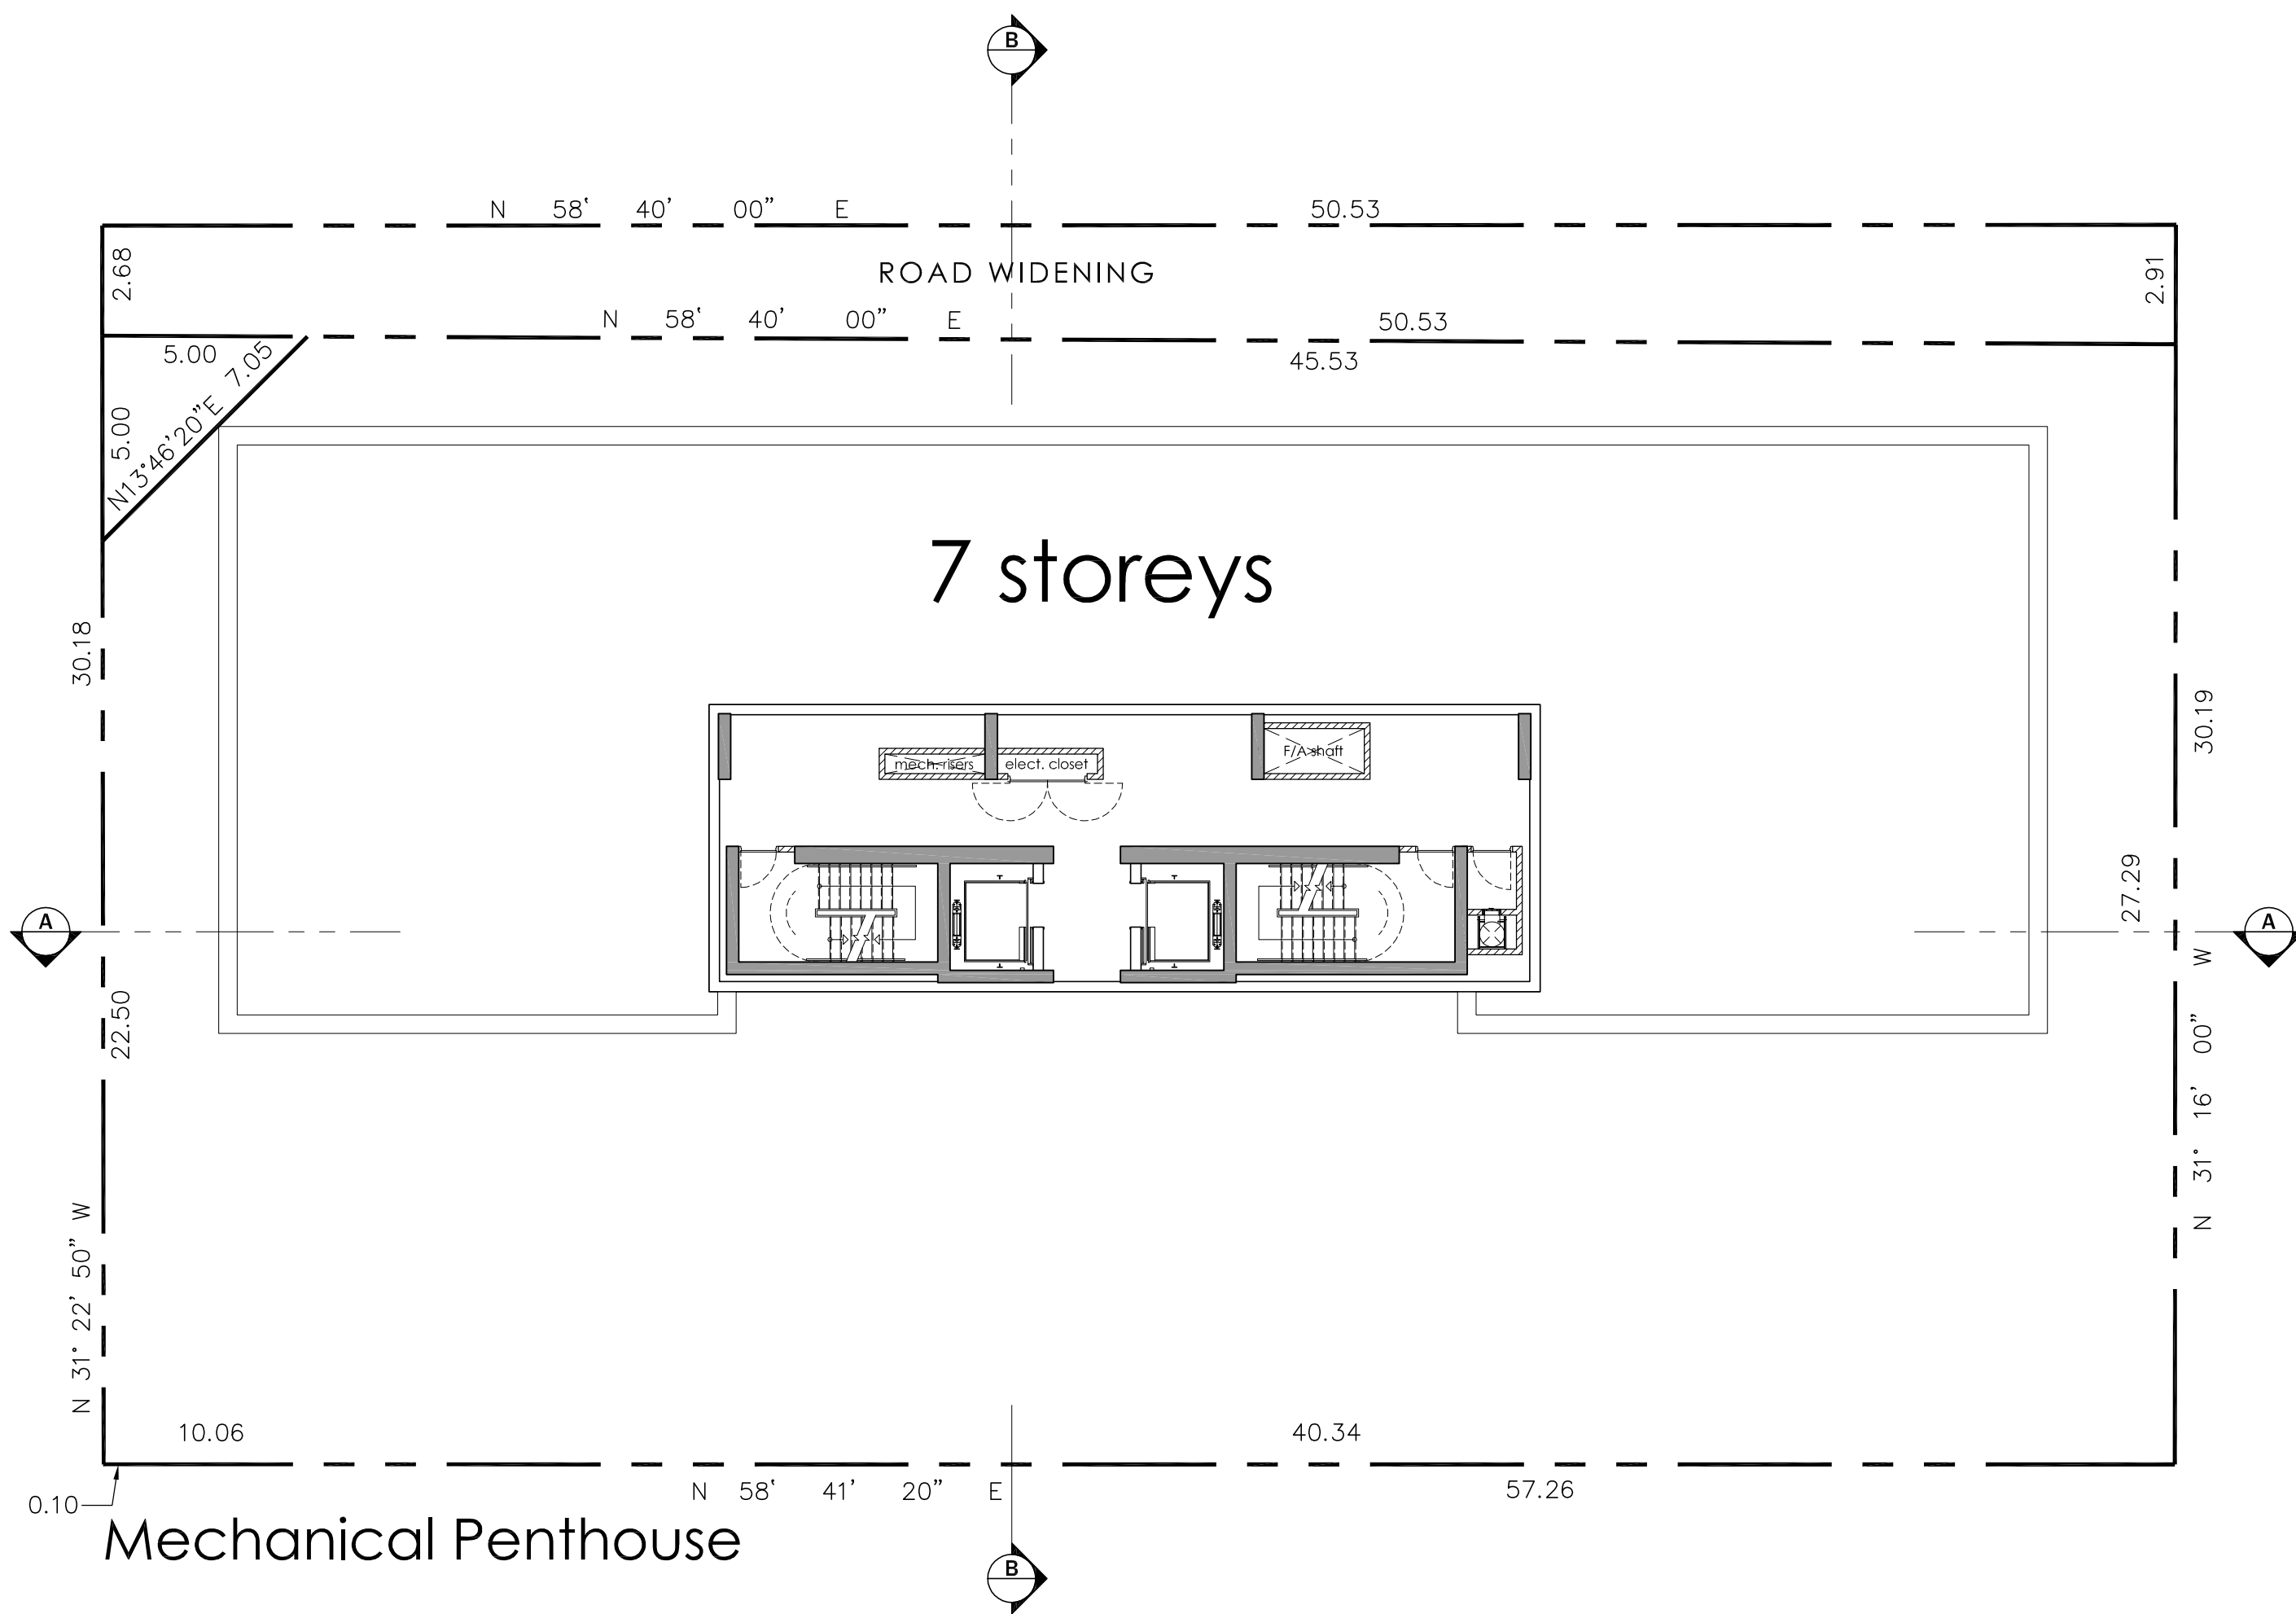 B
N 58‘ 40’ 00” E 50.53
2.68
ROAD WIDENING
2.91
N 58‘ 40’ 00” E 50.53
5.00
7.05
45.53
5.00
N13°46’20”E
7 storeys
30.18
30.19
F/A shaft
mech. risers
elect. closet
27.29
A
A
22.50
N 31° 16’ 00” W
N 31° 22’ 50” W
10.06
40.34
N 58‘ 41’ 20” E
57.26
0.10
Mechanical Penthouse
B